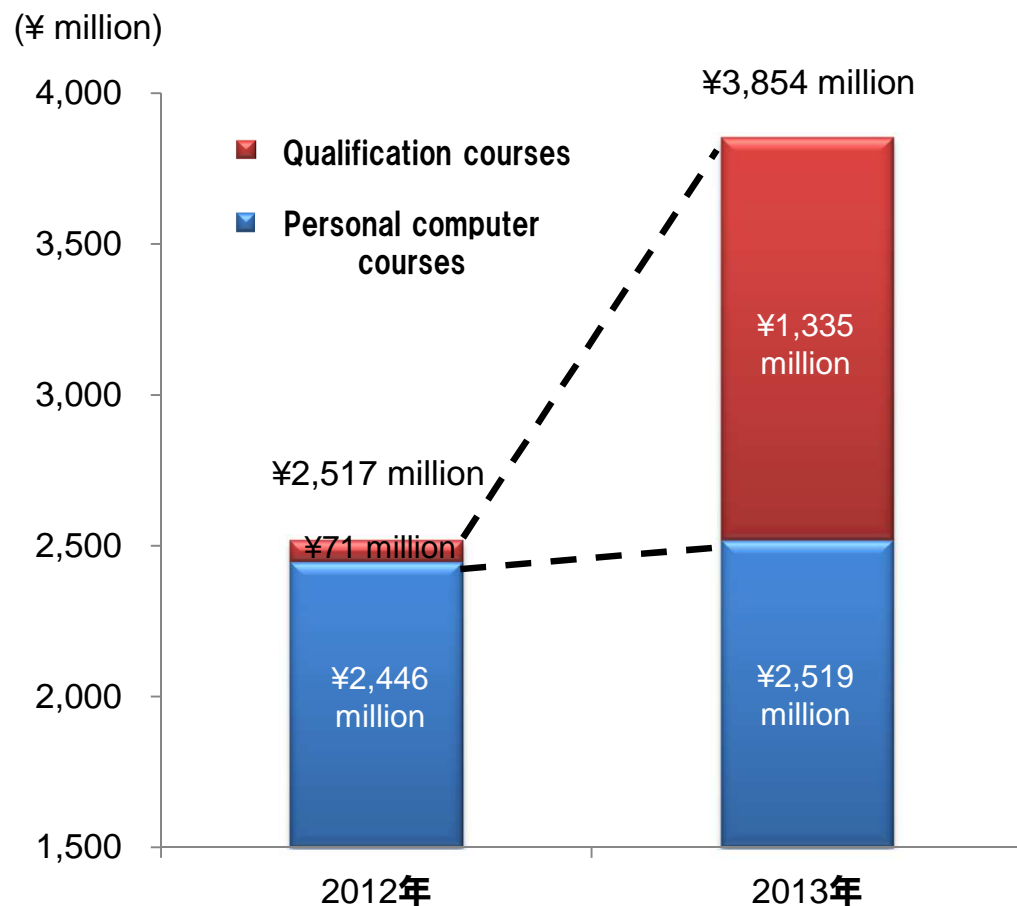 (¥ million)
4,000
3,500
3,000
2,500
2,000
1,500
Qualification courses
Personal computer
courses
¥2,517 million
¥71 million
¥2,446
million
¥3,854 million
¥1,335
million
¥2,519
million
2012年
2013年